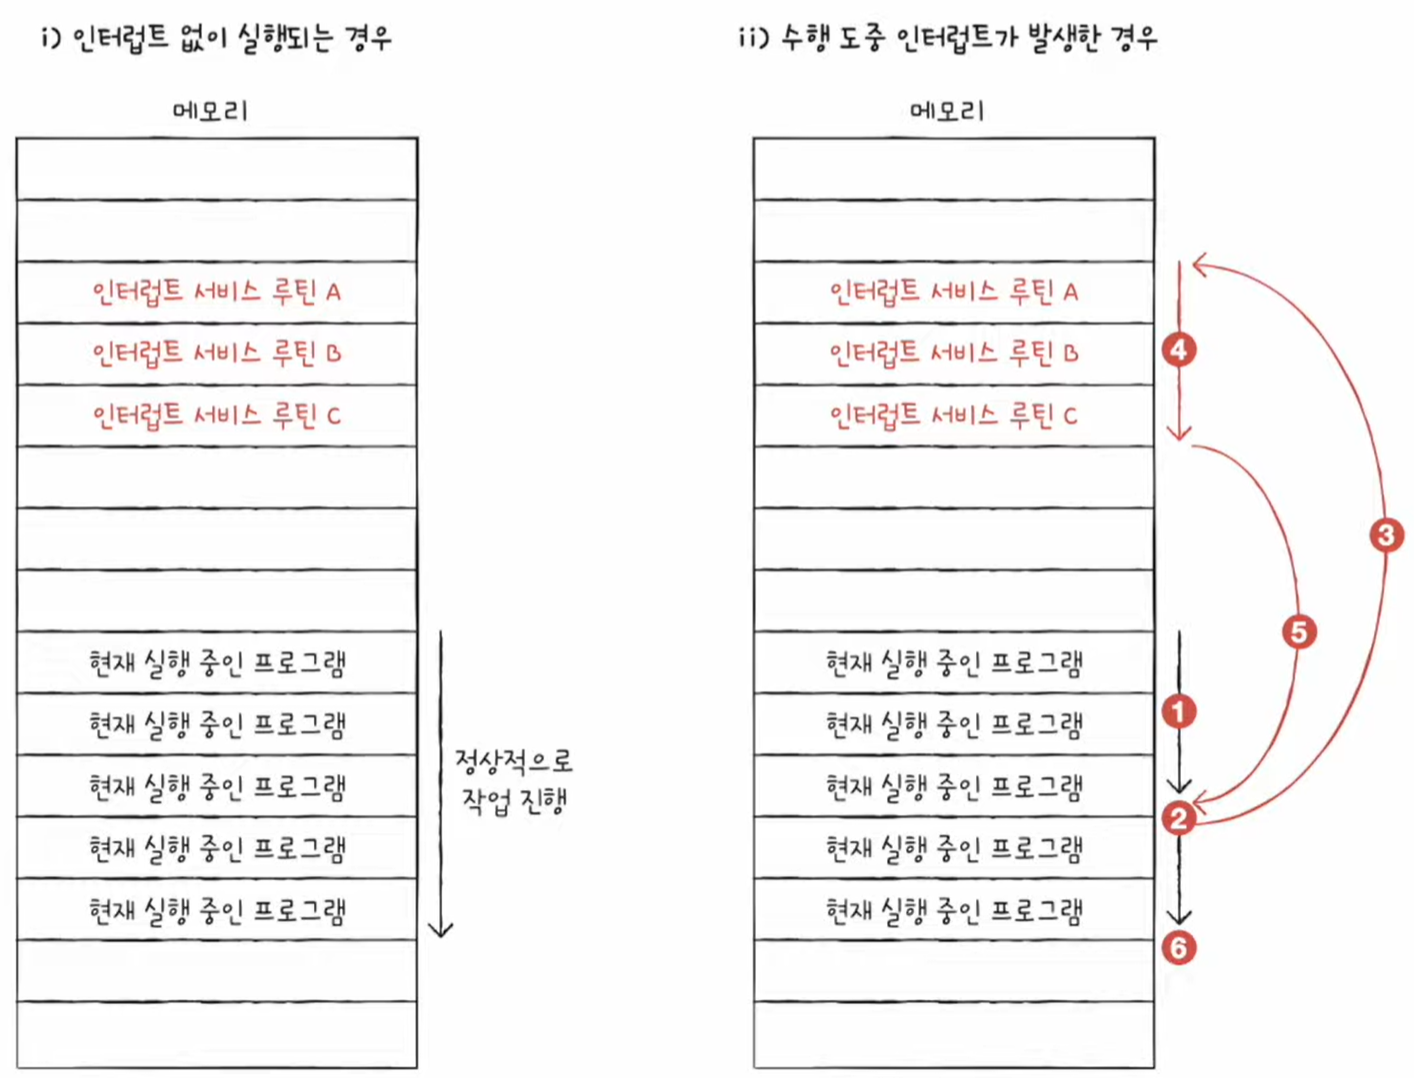 i) 인터럽트 없이 실행되는 경우
메모리
인터럽트 서비스 루틴 A
인터럽트 서비스 루틴 B
인터럽트 서비스 루틴 C
현재 실행 중인 프로그램
현재 실행 중인 프로그램
현재 실행 중인 프로그램
현재 실행 중인 프로그램
현재 실행 중인 프로그램
정상적으로
작업 진행
ii) 수행 도중 인터럽트가 발생한 경우
메모리
인터럽트 서비스 루틴 A
인터럽트 서비스 루틴 B
인터럽트 서비스 루틴 C
현재 실행 중인 프로그램
현재 실행 중인 프로그램
현재 실행 중인 프로그램
현재 실행 중인 프로그램
현재 실행 중인 프로그램
4
3
5
1
2
6